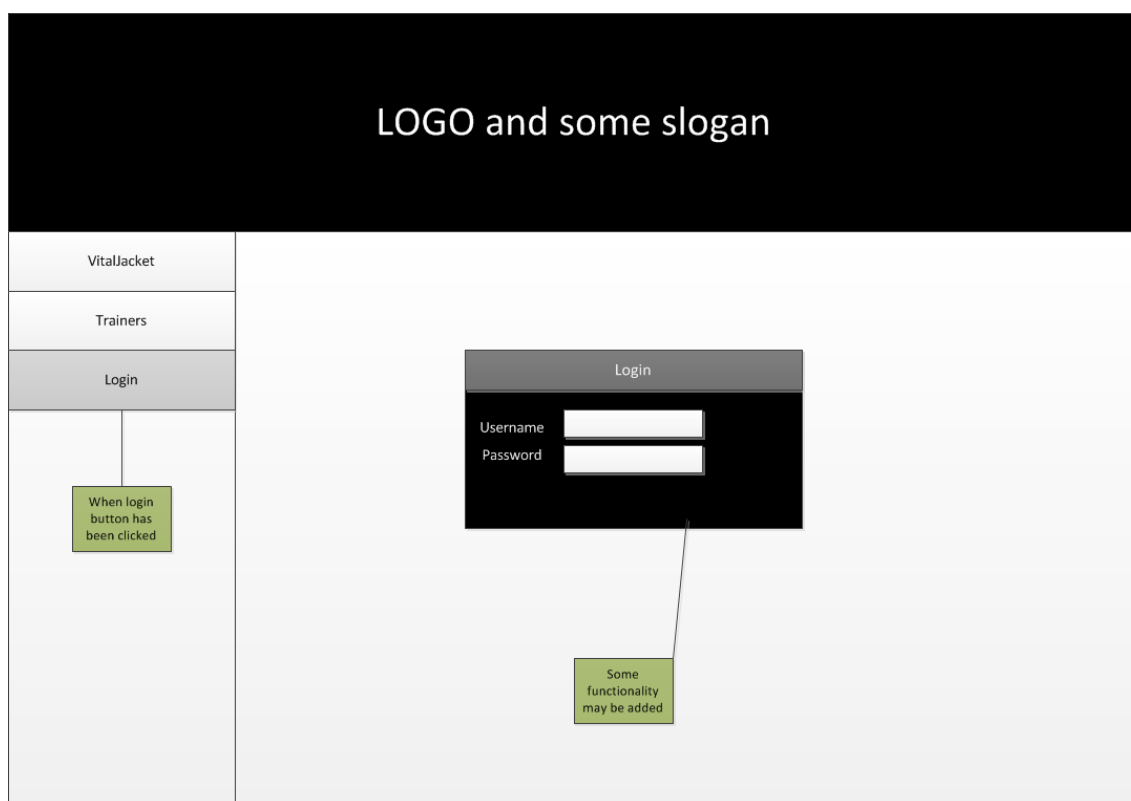 LOGO and some slogan
VitalJacket
Trainers
Login
When login
button has
been clicked
Login
Username
Password
Some
functionality
may be added